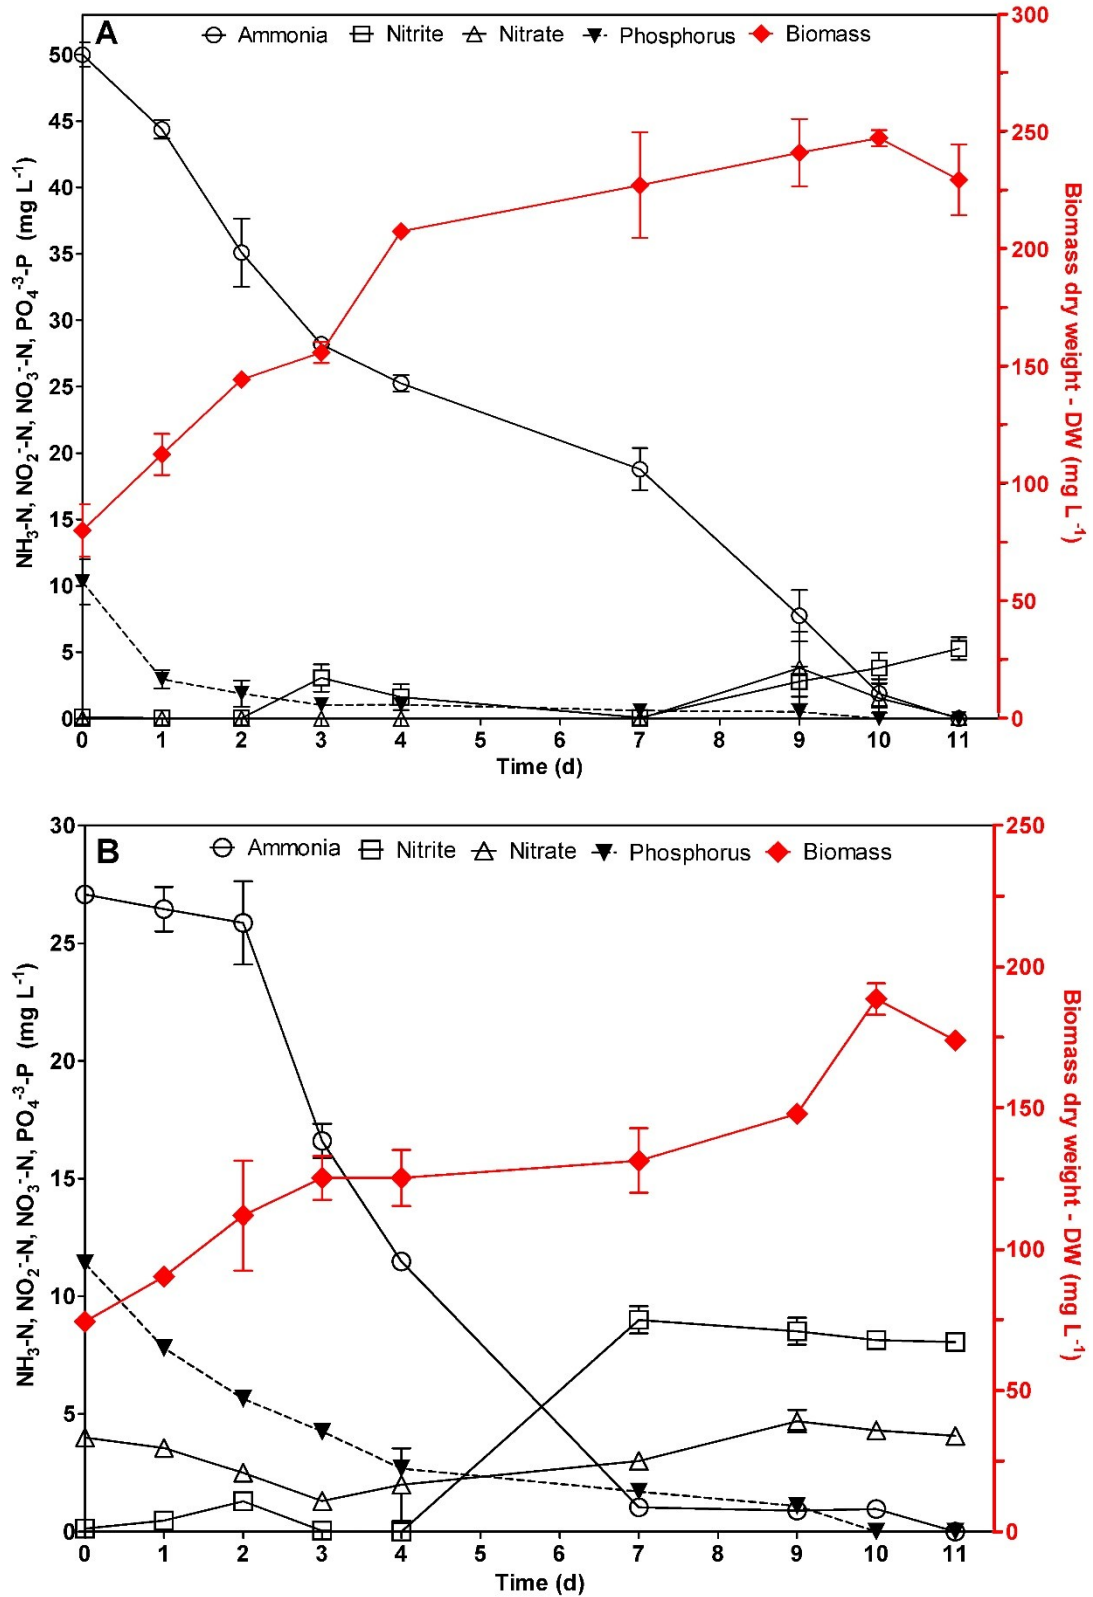 A
Ammonia Nitrite Nitrate Phosphorus Biomass
50
45
40
35
30
25
20
15
10
5
0
NH₃-N, NO₂⁻-N, NO₃⁻-N, PO₄⁻³-P (mg L⁻¹)
300
250
200
150
100
50
0
Biomass dry weight - DW (mg L⁻¹)
0 1 2 3 4 5 6 7 8 9 10 11
Time (d)
B
Ammonia Nitrite Nitrate Phosphorus Biomass
30
25
20
15
10
5
0
NH₃-N, NO₂⁻-N, NO₃⁻-N, PO₄⁻³-P (mg L⁻¹)
250
200
150
100
50
0
Biomass dry weight - DW (mg L⁻¹)
0 1 2 3 4 5 6 7 8 9 10 11
Time (d)